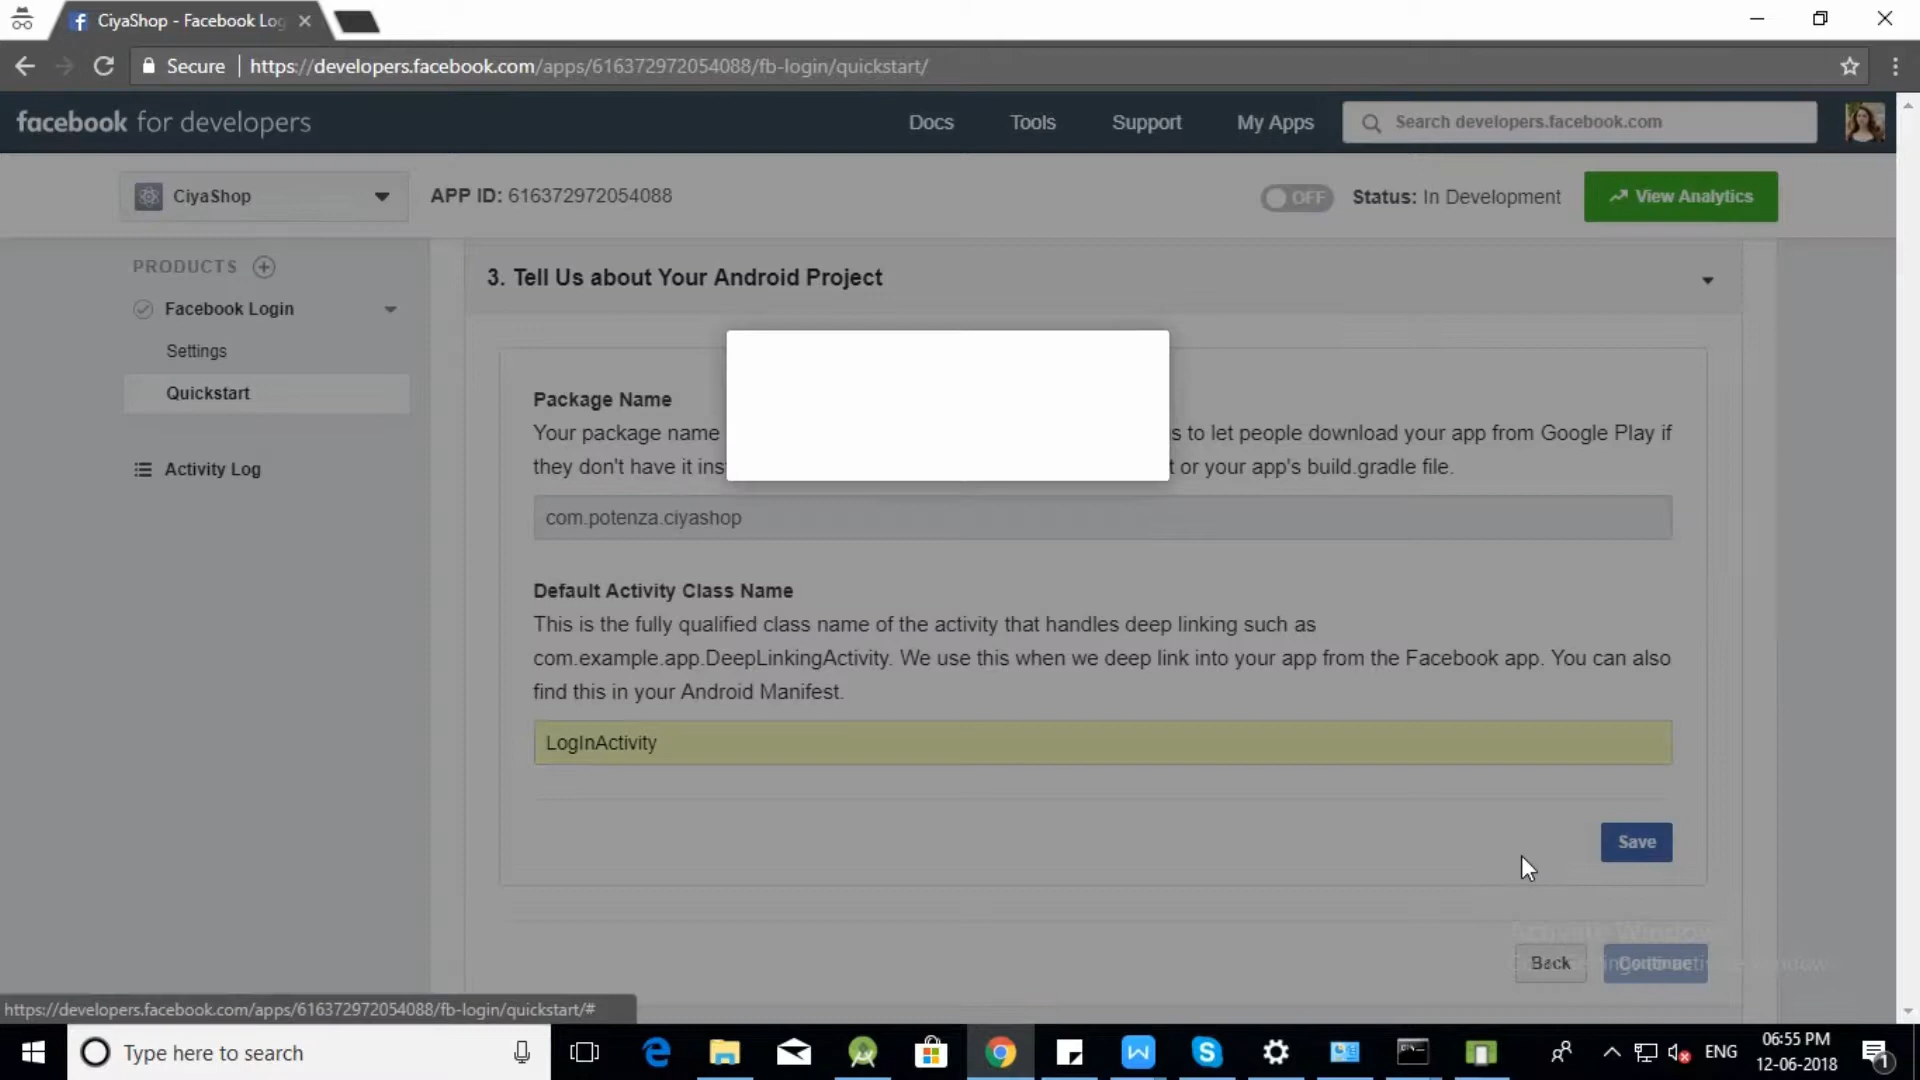 CiyaShop - Facebook Log
Secure
https://developers.facebook.com/apps/616372972054088/fb-login/quickstart/
facebook for developers
Docs
Tools
Support
My Apps
Search developers.facebook.com
CiyaShop
APP ID: 616372972054088
OFF
Status: In Development
View Analytics
PRODUCTS
Facebook Login
Settings
Quickstart
Activity Log
3. Tell Us about Your Android Project
Package Name
Your package name s to let people download your app from Google Play if
they don't have it ins t or your app's build.gradle file.
com.potenza.ciyashop
Default Activity Class Name
This is the fully qualified class name of the activity that handles deep linking such as
com.example.app.DeepLinkingActivity. We use this when we deep link into your app from the Facebook app. You can also
find this in your Android Manifest.
LogInActivity
Save
Activate Windows
Back
Continue
https://developers.facebook.com/apps/616372972054088/fb-login/quickstart/#
Type here to search
ENG
06:55 PM
12-06-2018
1